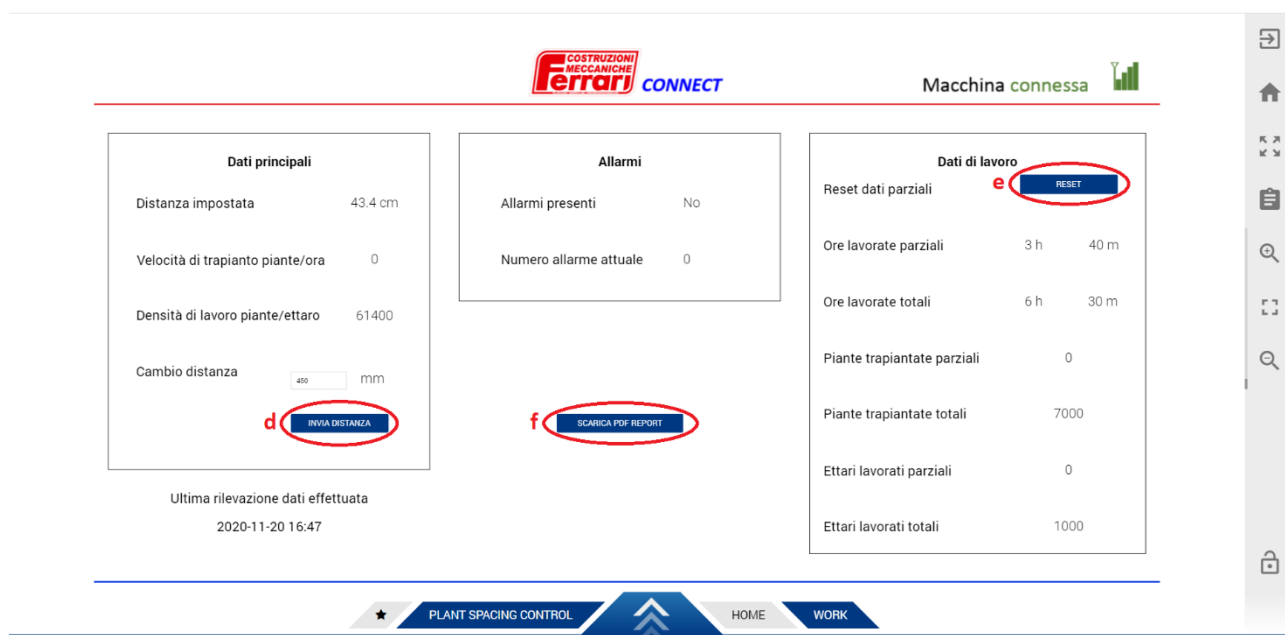 COSTRUZIONI
MECCANICHE
Ferrari CONNECT
Macchina connessa
Dati principali
Distanza impostata 43.4 cm
Velocità di trapianto piante/ora 0
Densità di lavoro piante/ettaro 61400
Cambio distanza 450 mm
d INVIA DISTANZA
Ultima rilevazione dati effettuata
2020-11-20 16:47
Allarmi
Allarmi presenti No
Numero allarme attuale 0
f SCARICA PDF REPORT
Dati di lavoro
Reset dati parziali e RESET
Ore lavorate parziali 3 h 40 m
Ore lavorate totali 6 h 30 m
Piante trapiantate parziali 0
Piante trapiantate totali 7000
Ettari lavorati parziali 0
Ettari lavorati totali 1000
PLANT SPACING CONTROL HOME WORK